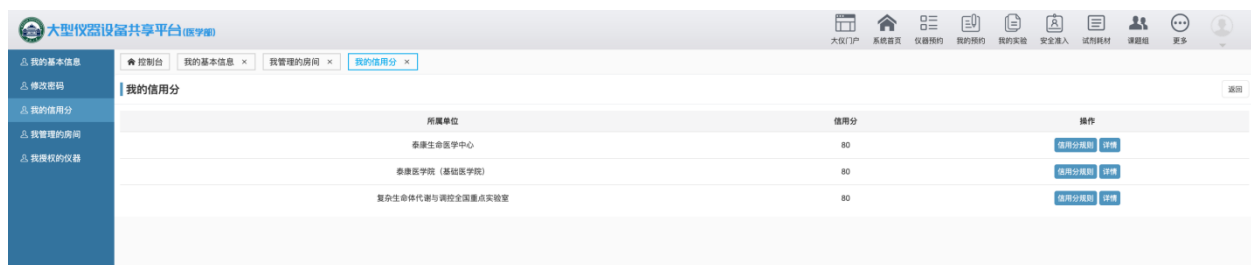 大型仪器设备共享平台(医学部)
大仪门户 系统首页 仪器预约 我的预约 我的实验 安全准入 试剂耗材 课题组 更多
我的基本信息
修改密码
我的信用分
我管理的房间
我授权的仪器
控制台 我的基本信息 × 我管理的房间 × 我的信用分 ×
我的信用分 返回
所属单位 信用分 操作
泰康生命医学中心 80 信用分规则 详情
泰康医学院（基础医学院） 80 信用分规则 详情
复杂生命体代谢与调控全国重点实验室 80 信用分规则 详情